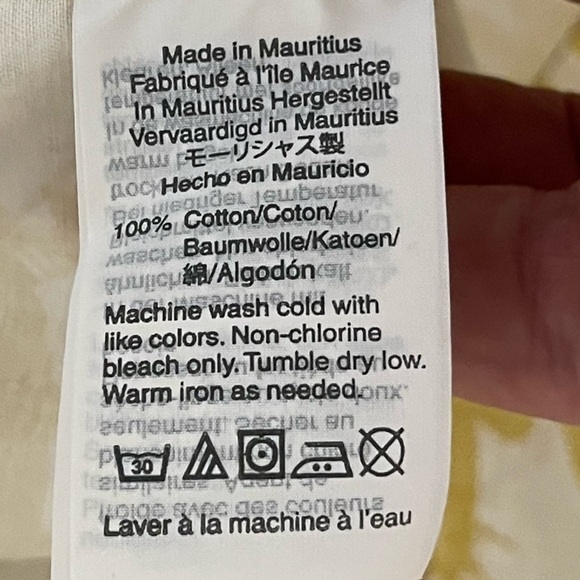 Made in Mauritius
Fabriqué à l'île Maurice
In Mauritius Hergestellt
Vervaardigd in Mauritius
モーリシャス製
Hecho en Mauricio
100% Cotton/Coton/
Baumwolle/Katoen/
綿/Algodón
Machine wash cold with
like colors. Non-chlorine
bleach only. Tumble dry low.
Warm iron as needed.
30
Laver à la machine à l'eau